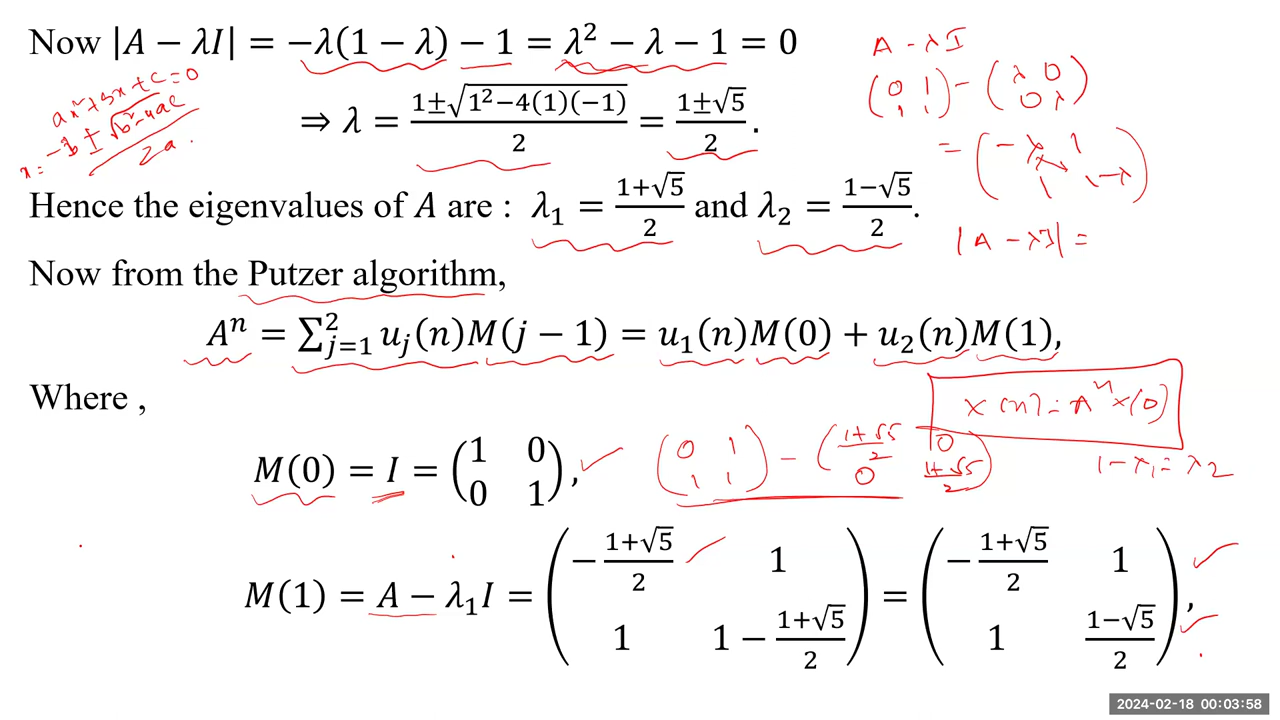 Now |A − λI| = −λ(1 − λ) − 1 = λ² − λ − 1 = 0
⇒ λ = (1±√(1²−4(1)(−1)))/2 = (1±√5)/2.
ax²+bx+c=0
x = (−b ± √(b²−4ac))/2a
A − λI
(0 1; 1 1) − (λ 0; 0 λ)
= (−λ 1; 1 1−λ)
|A − λI| =
Hence the eigenvalues of A are : λ₁ = (1+√5)/2 and λ₂ = (1−√5)/2.
Now from the Putzer algorithm,
Aⁿ = ∑²ⱼ₌₁ uⱼ(n)M(j − 1) = u₁(n)M(0) + u₂(n)M(1),
Where ,
x(n) = Aⁿ x(0)
M(0) = I = (1 0; 0 1),
(0 1; 1 1) − ((1+√5)/2 0; 0 (1+√5)/2)
1−λ₁ = λ₂
M(1) = A − λ₁I = (−(1+√5)/2 1; 1 1 − (1+√5)/2) = (−(1+√5)/2 1; 1 (1−√5)/2),
2024-02-18 00:03:58